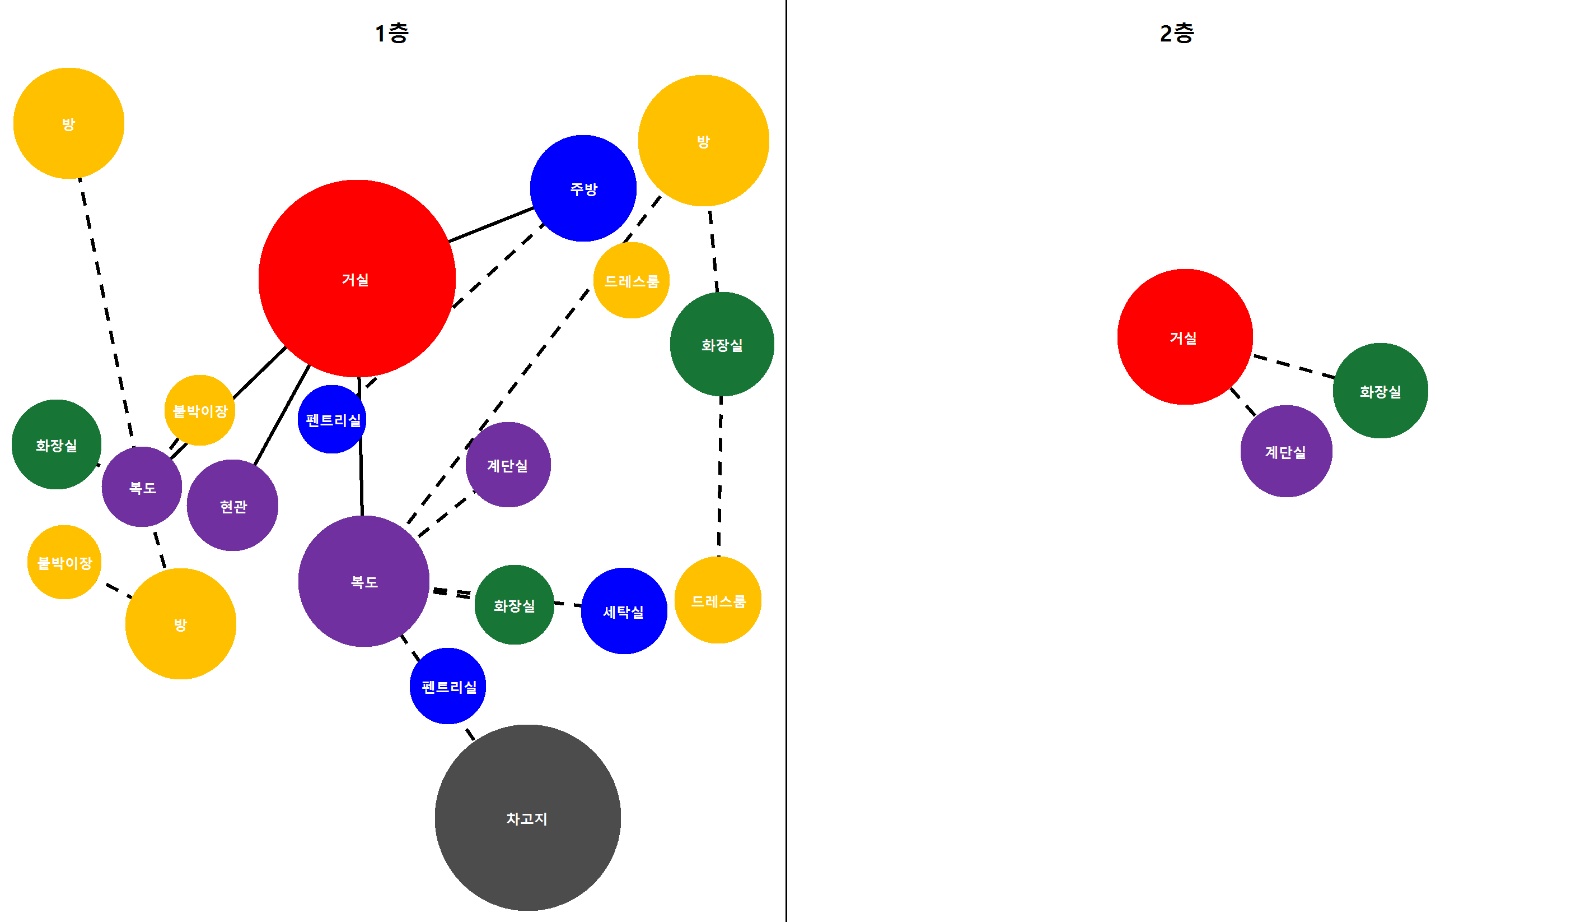 1층
방
주방
방
거실
드레스룸
화장실
붙박이장
펜트리실
화장실
복도
현관
계단실
붙박이장
방
복도
화장실
세탁실
드레스룸
펜트리실
차고지
2층
거실
화장실
계단실